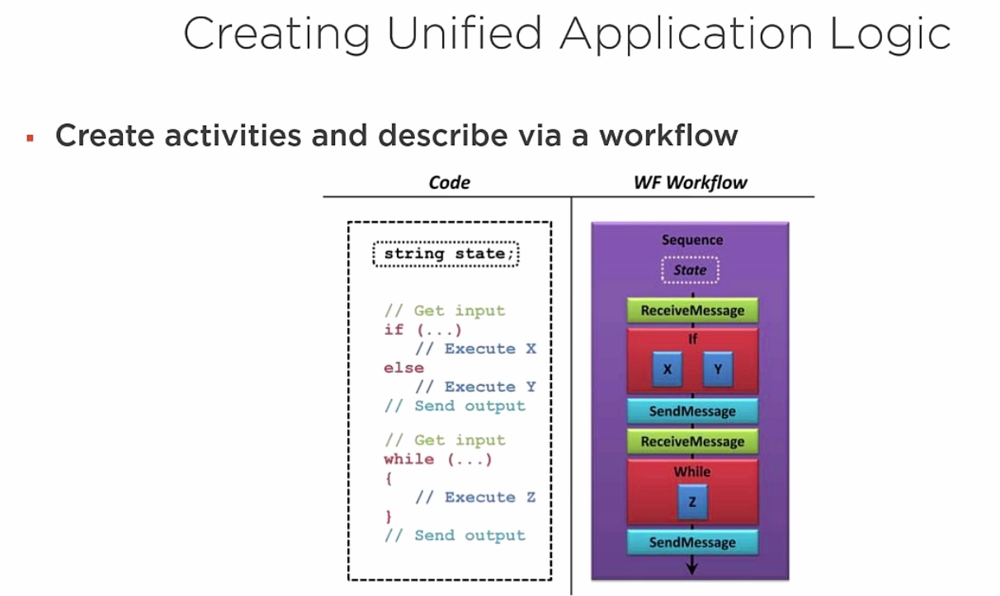 Creating Unified Application Logic
▪ Create activities and describe via a workflow
Code
string state;
// Get input
if (...)
// Execute X
else
// Execute Y
// Send output
// Get input
while (...)
{
// Execute Z
}
// Send output
WF Workflow
Sequence
State
ReceiveMessage
If
X Y
SendMessage
ReceiveMessage
While
Z
SendMessage